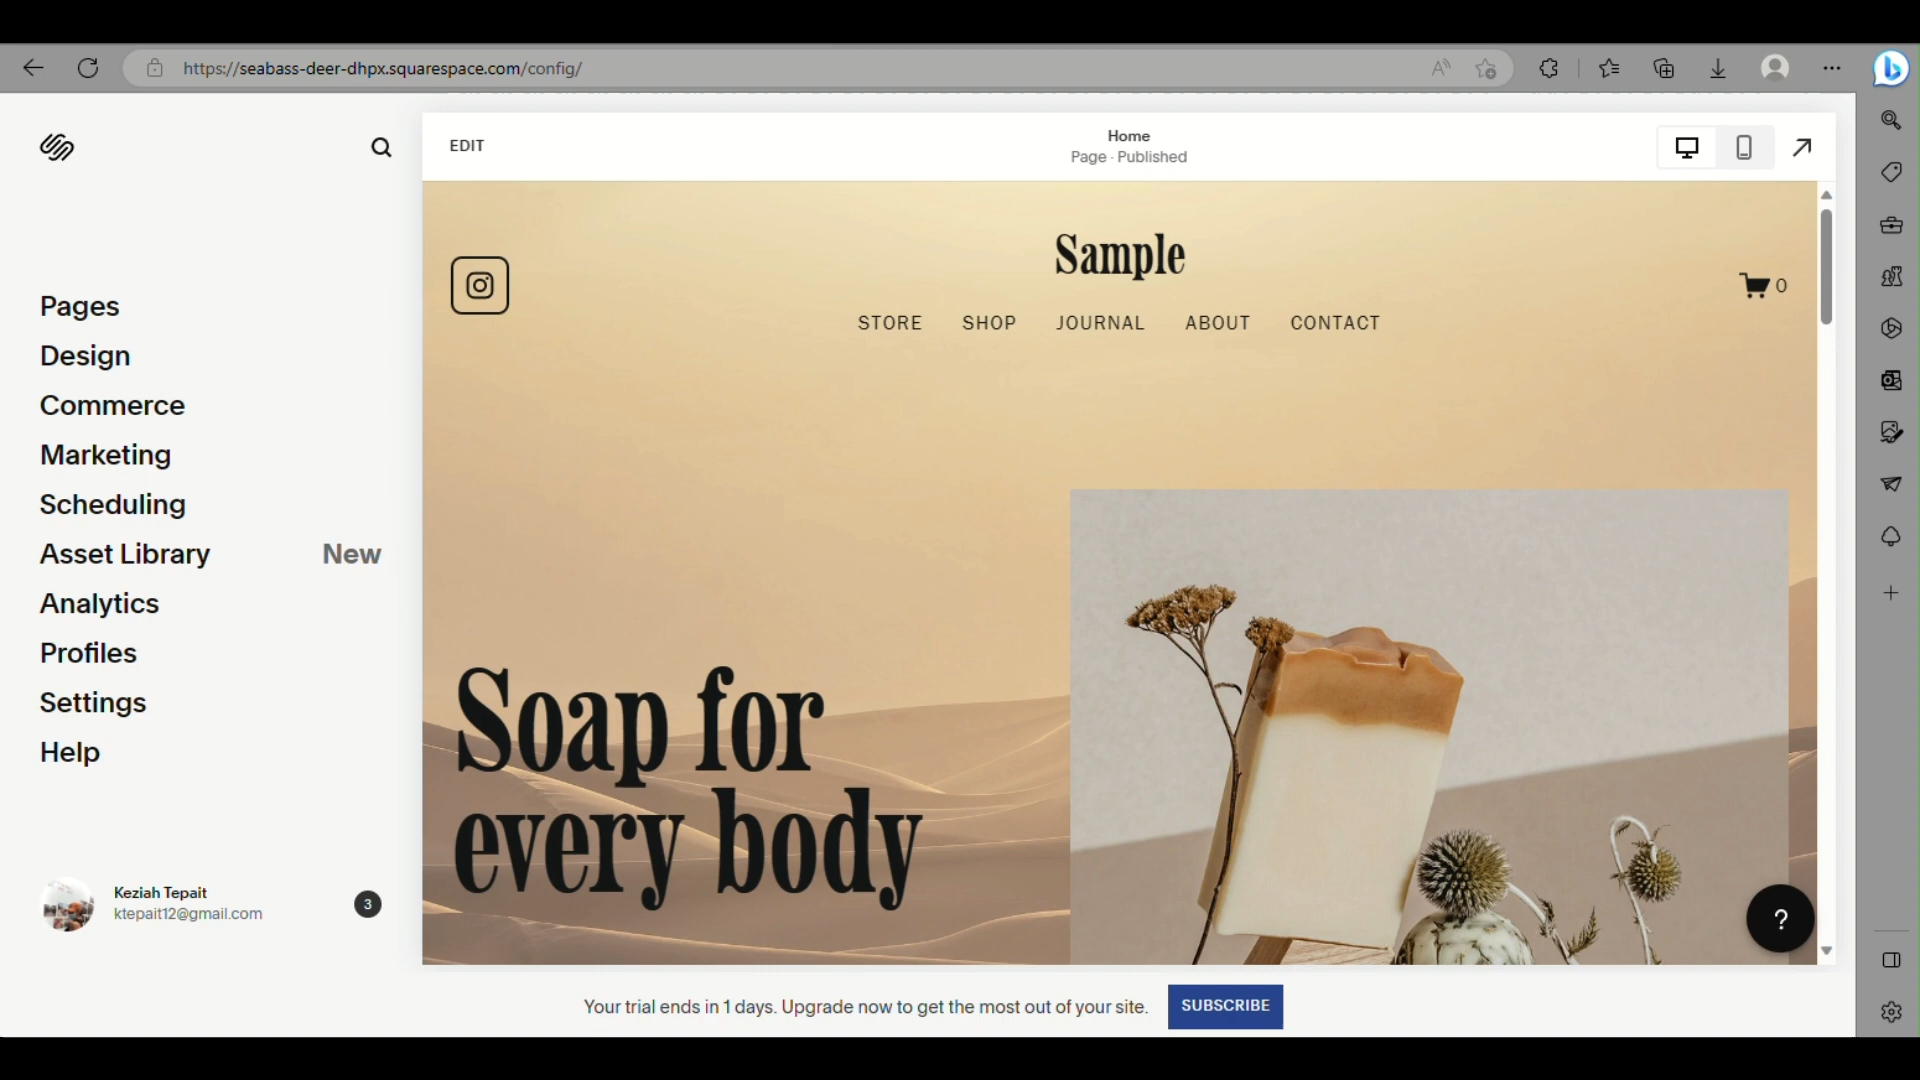 https://seabass-deer-dhpx.squarespace.com/config/
EDIT
Home
Page · Published
Pages
Design
Commerce
Marketing
Scheduling
Asset Library New
Analytics
Profiles
Settings
Help
Keziah Tepait
ktepait12@gmail.com
3
Sample
0
STORE SHOP JOURNAL ABOUT CONTACT
Soap for
every body
?
Your trial ends in 1 days. Upgrade now to get the most out of your site. SUBSCRIBE